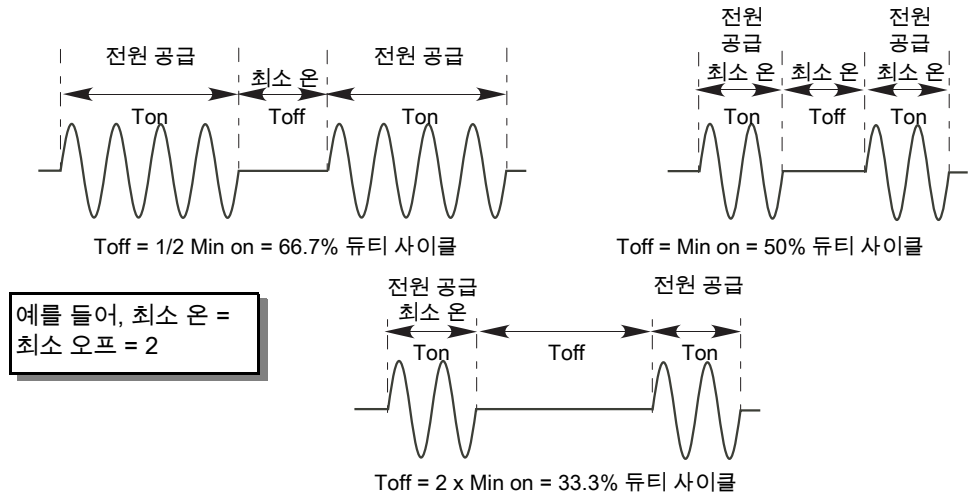 전원 공급
최소 온
전원 공급
Ton
Toff
Ton
Toff = 1/2 Min on = 66.7% 듀티 사이클
전원
공급
전원
공급
최소 온
최소 온
최소 온
Ton
Toff
Ton
Toff = Min on = 50% 듀티 사이클
예를 들어, 최소 온 =
최소 오프 = 2
전원 공급
전원 공급
최소 온
Ton
Toff
Ton
Toff = 2 x Min on = 33.3% 듀티 사이클